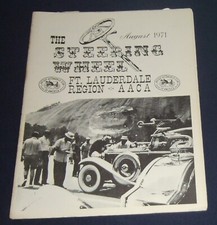 August 1971
THE
STEERING
WHEEL
FT. LAUDERDALE
REGION - AACA